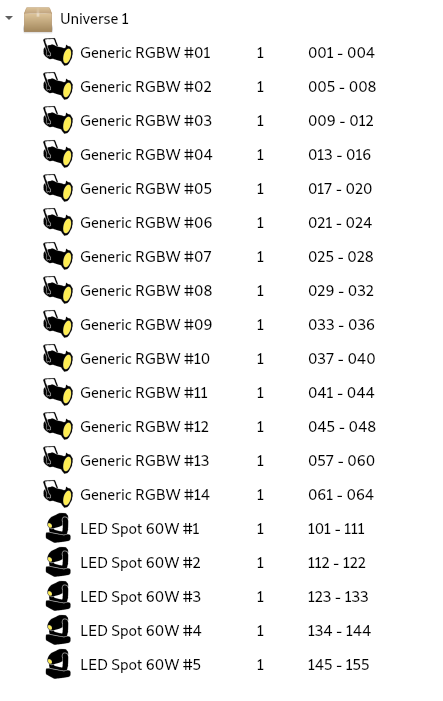 Universe 1
Generic RGBW #01 1 001 - 004
Generic RGBW #02 1 005 - 008
Generic RGBW #03 1 009 - 012
Generic RGBW #04 1 013 - 016
Generic RGBW #05 1 017 - 020
Generic RGBW #06 1 021 - 024
Generic RGBW #07 1 025 - 028
Generic RGBW #08 1 029 - 032
Generic RGBW #09 1 033 - 036
Generic RGBW #10 1 037 - 040
Generic RGBW #11 1 041 - 044
Generic RGBW #12 1 045 - 048
Generic RGBW #13 1 057 - 060
Generic RGBW #14 1 061 - 064
LED Spot 60W #1 1 101 - 111
LED Spot 60W #2 1 112 - 122
LED Spot 60W #3 1 123 - 133
LED Spot 60W #4 1 134 - 144
LED Spot 60W #5 1 145 - 155